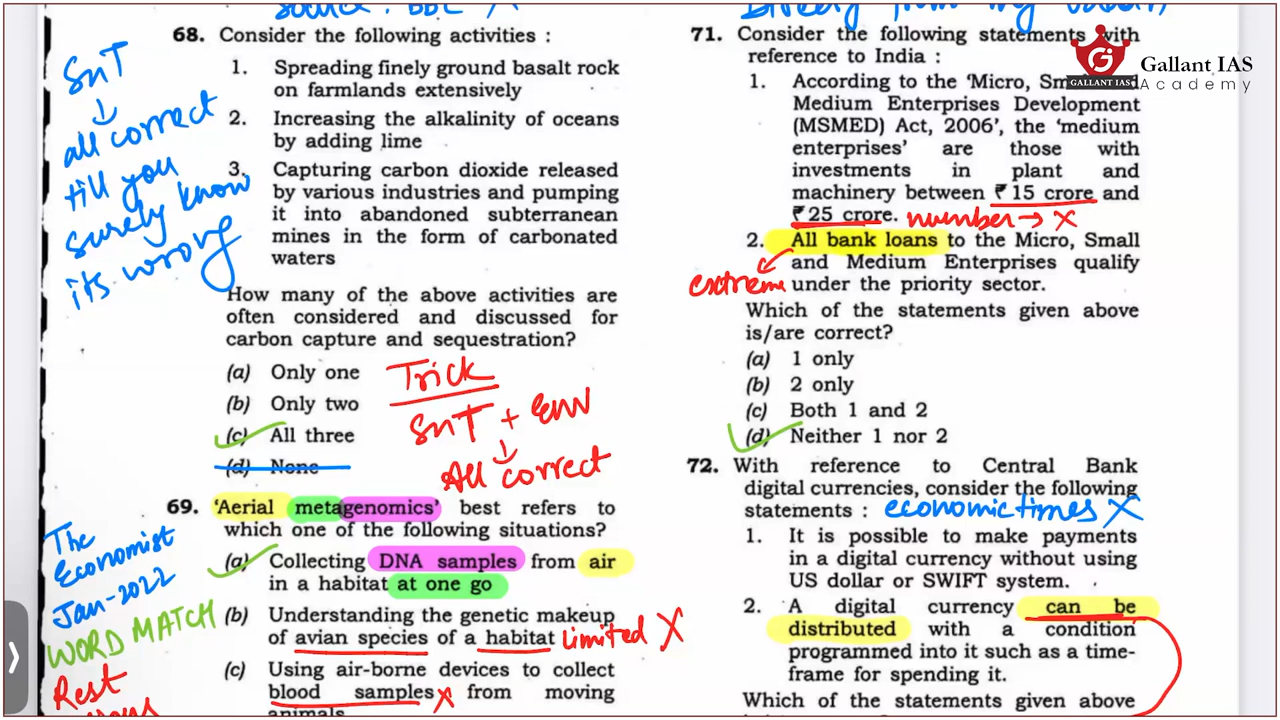 68. Consider the following activities :
1. Spreading finely ground basalt rock
on farmlands extensively
2. Increasing the alkalinity of oceans
by adding lime
3. Capturing carbon dioxide released
by various industries and pumping
it into abandoned subterranean
mines in the form of carbonated
waters
How many of the above activities are
often considered and discussed for
carbon capture and sequestration?
(a) Only one
(b) Only two
(c) All three
(d) None
SnT
all correct
till you
surely know
its wrong
Trick
SnT + Env
All correct
69. 'Aerial metagenomics' best refers to
which one of the following situations?
(a) Collecting DNA samples from air
in a habitat at one go
(b) Understanding the genetic makeup
of avian species of a habitat limited X
(c) Using air-borne devices to collect
blood samples X from moving
animals
The
Economist
Jan-2022
WORD MATCH
Rest
71. Consider the following statements with
reference to India :
1. According to the 'Micro, Small and
Medium Enterprises Development
(MSMED) Act, 2006', the 'medium
enterprises' are those with
investments in plant and
machinery between ₹ 15 crore and
₹ 25 crore. number → X
2. All bank loans to the Micro, Small
and Medium Enterprises qualify
extreme under the priority sector.
Which of the statements given above
is/are correct?
(a) 1 only
(b) 2 only
(c) Both 1 and 2
(d) Neither 1 nor 2
72. With reference to Central Bank
digital currencies, consider the following
statements : economic times X
1. It is possible to make payments
in a digital currency without using
US dollar or SWIFT system.
2. A digital currency can be
distributed with a condition
programmed into it such as a time-
frame for spending it.
Which of the statements given above
GALLANT IAS
Gallant IAS
Academy